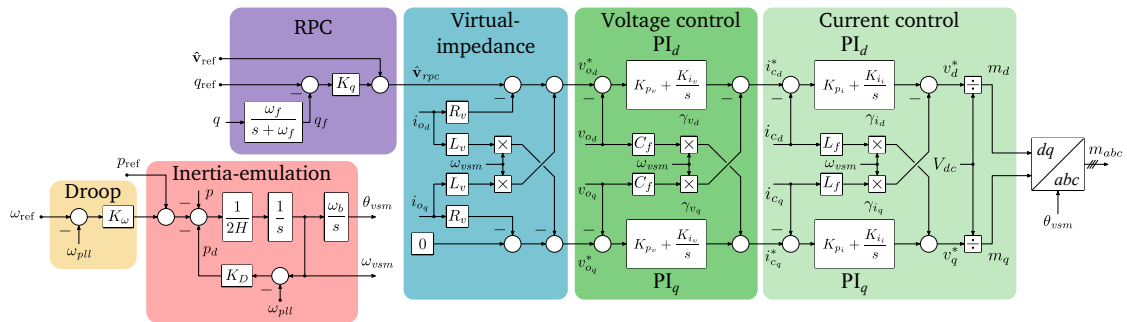 RPC
v̂_ref
q_ref
−
K_q
q
ω_f
s + ω_f
q_f
−
Droop
ω_ref
−
ω_pll
K_ω
Inertia-emulation
p_ref
p
−
−
1
2H
1
s
ω_b
s
θ_vsm
p_d
K_D
−
ω_pll
ω_vsm
Virtual-
impedance
v̂_rpc
−
−
i_od
R_v
L_v
×
ω_vsm
L_v
×
i_oq
R_v
0
−
−
Voltage control
PI_d
v*_od
−
K_pv + K_iv
s
−
γ_vd
v_od
C_f
×
ω_vsm
C_f
×
v_oq
γ_vq
−
K_pv + K_iv
s
v*_oq
PI_q
Current control
PI_d
i*_cd
−
K_pi + K_ii
s
−
v*_d
÷
m_d
γ_id
i_cd
L_f
×
ω_vsm
V_dc
L_f
×
i_cq
γ_iq
−
K_pi + K_ii
s
i*_cq
v*_q
÷
m_q
PI_q
dq
abc
m_abc
θ_vsm